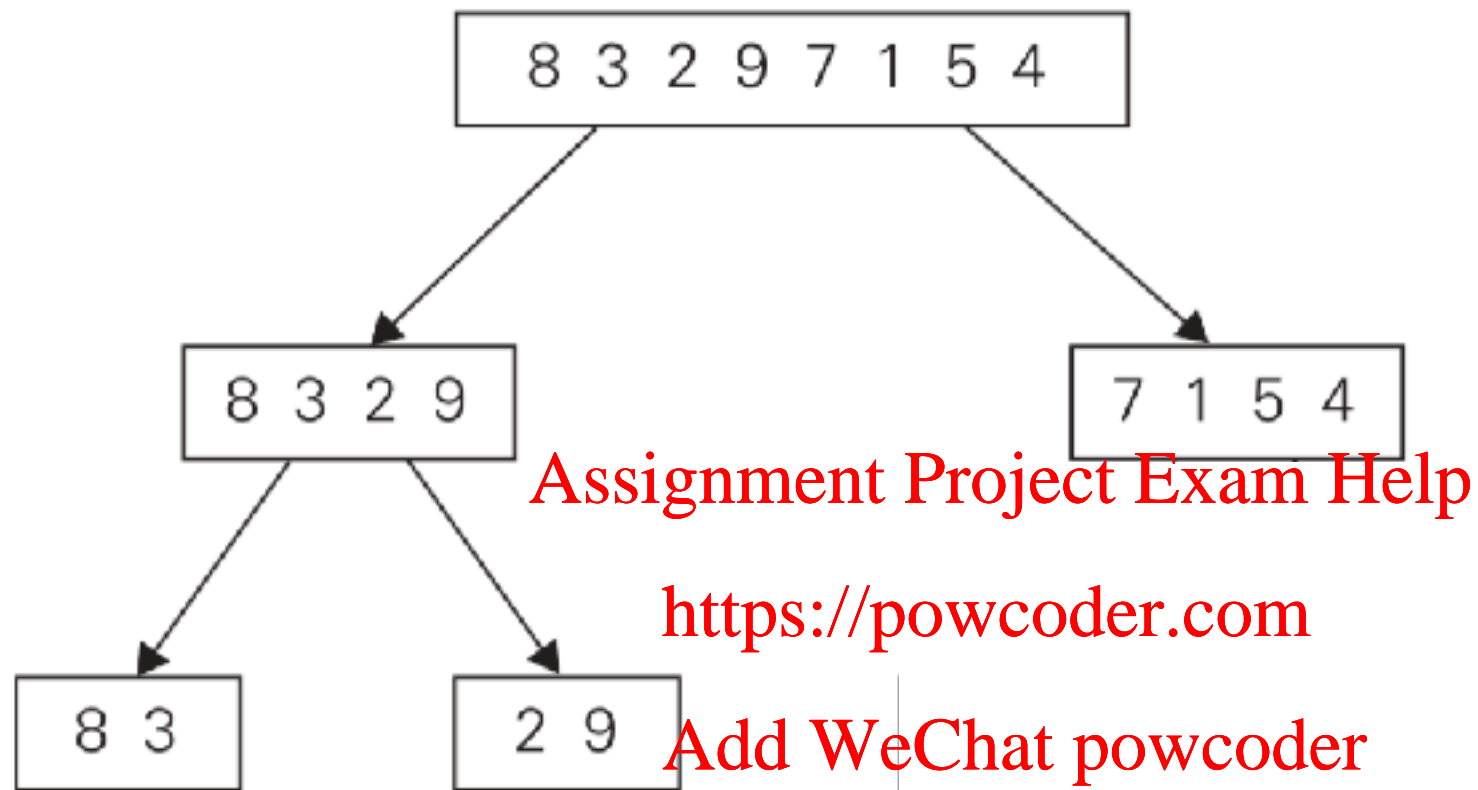 8 3 2 9 7 1 5 4
8 3 2 9
7 1 5 4
Assignment Project Exam Help
https://powcoder.com
8 3
2 9
Add WeChat powcoder